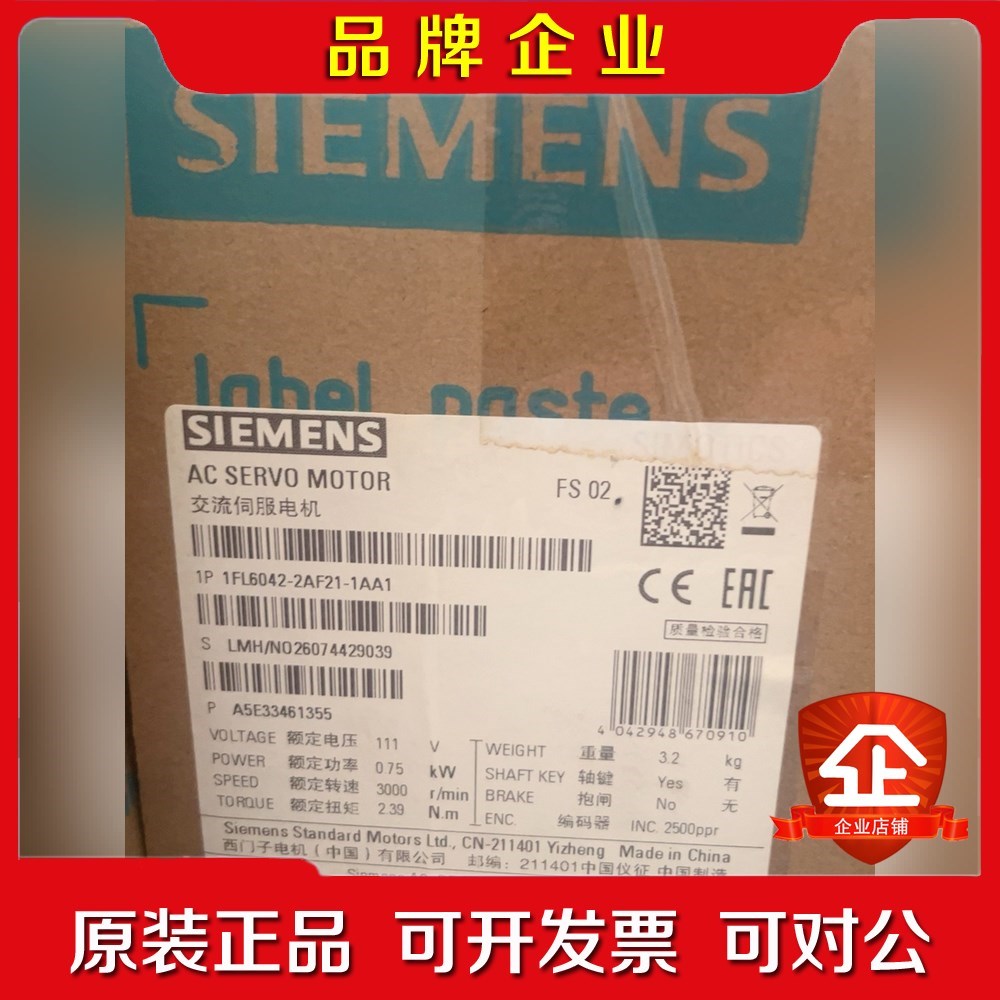 品牌企业
SIEMENS
label paste
SIEMENS
AC SERVO MOTOR
FS 02
交流伺服电机
1P 1FL6042-2AF21-1AA1
CE EAC
质量检验合格
S LMH/N026074429039
P A5E33461355
4 042948 670910
VOLTAGE 额定电压 111 V
POWER 额定功率 0.75 kW
SPEED 额定转速 3000 r/min
TORQUE 额定扭矩 2.39 N.m
WEIGHT 重量 3.2 kg
SHAFT KEY 轴键 Yes 有
BRAKE 抱闸 No 无
ENC. 编码器 INC. 2500ppr
Siemens Standard Motors Ltd., CN-211401 Yizheng Made in China
西门子电机（中国）有限公司 邮编：211401中国仪征 中国制造
企业店铺
原装正品 可开发票 可对公